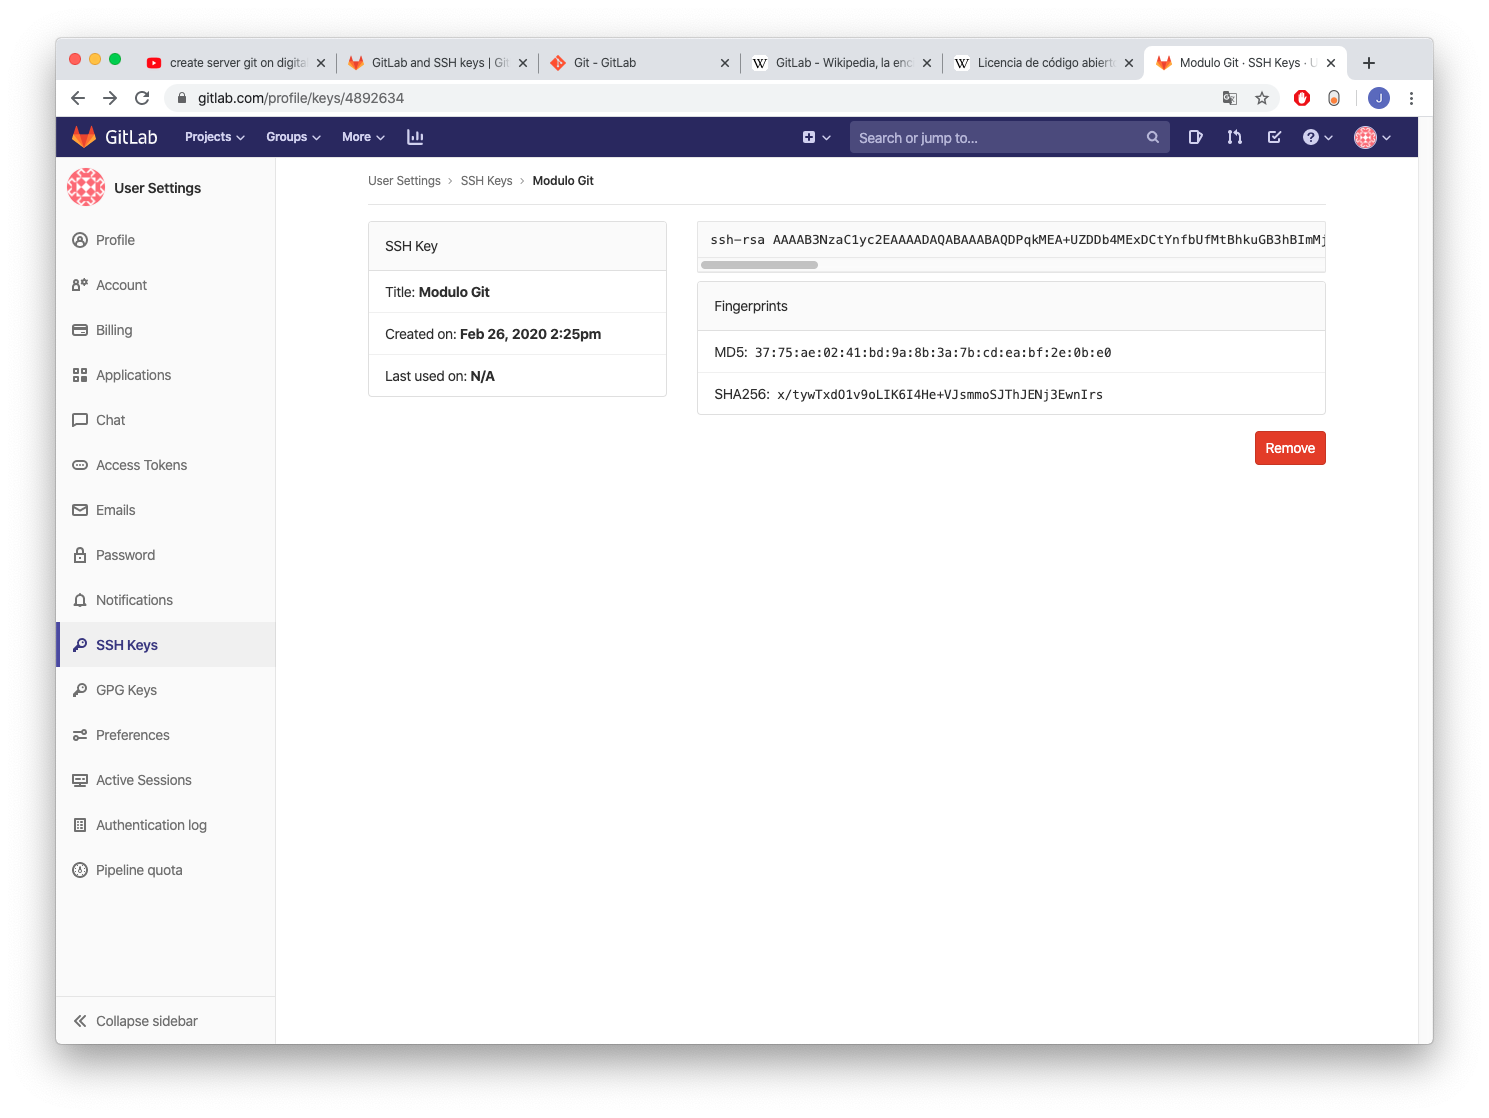 create server git on digita
GitLab and SSH keys | Git
Git - GitLab
GitLab - Wikipedia, la enc
Licencia de código abierto
Modulo Git · SSH Keys · U
gitlab.com/profile/keys/4892634
J
GitLab
Projects
Groups
More
Search or jump to...
User Settings
Profile
Account
Billing
Applications
Chat
Access Tokens
Emails
Password
Notifications
SSH Keys
GPG Keys
Preferences
Active Sessions
Authentication log
Pipeline quota
Collapse sidebar
User Settings › SSH Keys › Modulo Git
SSH Key
Title: Modulo Git
Created on: Feb 26, 2020 2:25pm
Last used on: N/A
ssh-rsa AAAAB3NzaC1yc2EAAAADAQABAAABAQDPqkMEA+UZDDb4MExDCtYnfbUfMtBhkuGB3hBImMj
Fingerprints
MD5: 37:75:ae:02:41:bd:9a:8b:3a:7b:cd:ea:bf:2e:0b:e0
SHA256: x/tywTxdO1v9oLIK6I4He+VJsmmoSJThJENj3EwnIrs
Remove